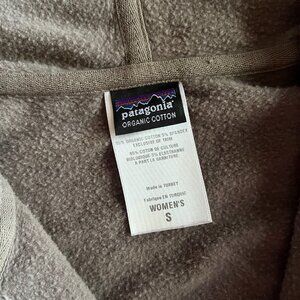 patagonia®
ORGANIC COTTON
95% ORGANIC COTTON 5% SPANDEX
EXCLUSIVE OF TRIM
95% COTON DE CULTURE
BIOLOGIQUE 5% ÉLASTHANNE
À PART LA GARNITURE
Made in TURKEY
Fabriqué EN TURQUIE
WOMEN'S
S